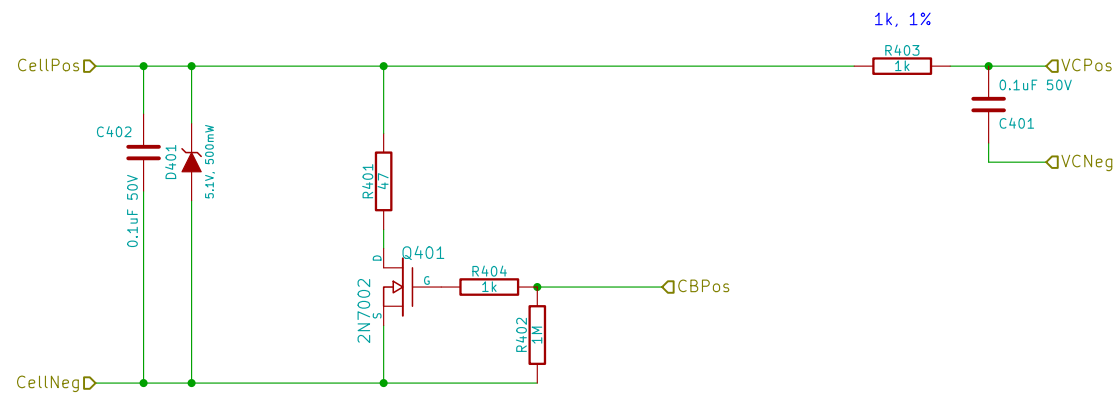 1k, 1%
R403
1k
CellPos
VCPos
0.1uF 50V
C401
C402
D401
5.1V, 500mW
0.1uF 50V
R401
47
VCNeg
Q401
D
G
S
2N7002
R404
1k
CBPos
R402
1M
CellNeg